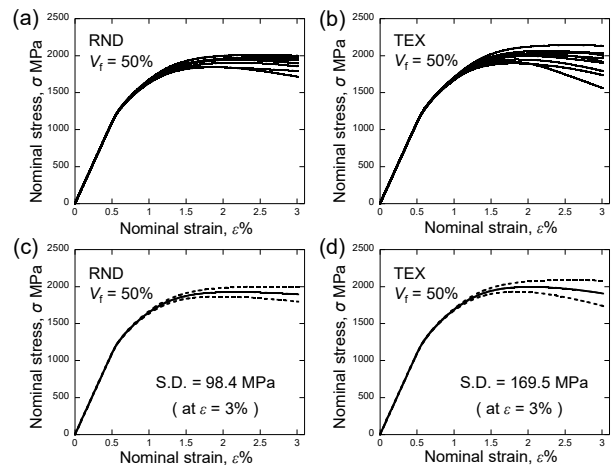 (a)
RND
Vf = 50%
2500
2000
1500
1000
500
0
0 0.5 1 1.5 2 2.5 3
Nominal stress, σ MPa
Nominal strain, ε%
(b)
TEX
Vf = 50%
2500
2000
1500
1000
500
0
0 0.5 1 1.5 2 2.5 3
Nominal stress, σ MPa
Nominal strain, ε%
(c)
RND
Vf = 50%
S.D. = 98.4 MPa
( at ε = 3% )
2500
2000
1500
1000
500
0
0 0.5 1 1.5 2 2.5 3
Nominal stress, σ MPa
Nominal strain, ε%
(d)
TEX
Vf = 50%
S.D. = 169.5 MPa
( at ε = 3% )
2500
2000
1500
1000
500
0
0 0.5 1 1.5 2 2.5 3
Nominal stress, σ MPa
Nominal strain, ε%